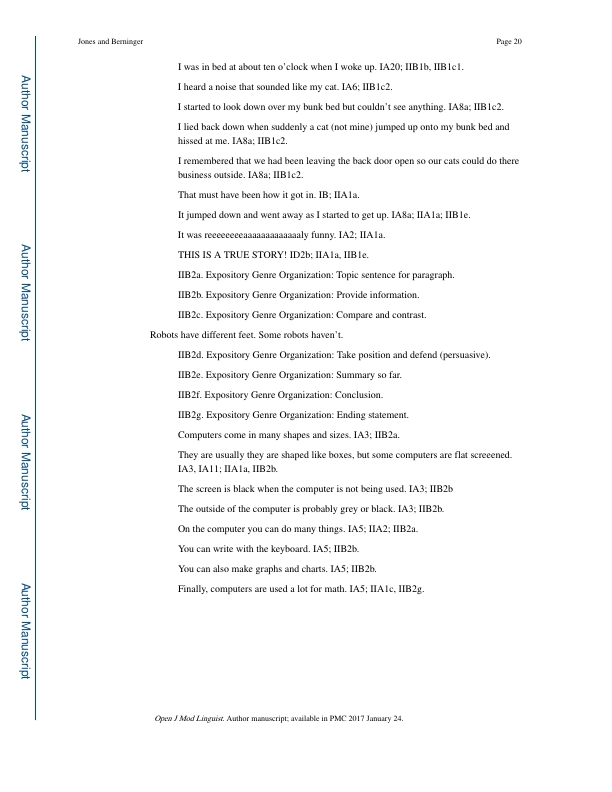 Jones and Berninger
Page 20
I was in bed at about ten o’clock when I woke up. IA20; IIB1b, IIB1c1.
I heard a noise that sounded like my cat. IA6; IIB1c2.
I started to look down over my bunk bed but couldn’t see anything. IA8a; IIB1c2.
I lied back down when suddenly a cat (not mine) jumped up onto my bunk bed and
hissed at me. IA8a; IIB1c2.
I remembered that we had been leaving the back door open so our cats could do there
business outside. IA8a; IIB1c2.
That must have been how it got in. IB; IIA1a.
It jumped down and went away as I started to get up. IA8a; IIA1a; IIB1e.
It was reeeeeeeeaaaaaaaaaaaaly funny. IA2; IIA1a.
THIS IS A TRUE STORY! ID2b; IIA1a, IIB1e.
IIB2a. Expository Genre Organization: Topic sentence for paragraph.
IIB2b. Expository Genre Organization: Provide information.
IIB2c. Expository Genre Organization: Compare and contrast.
Robots have different feet. Some robots haven’t.
IIB2d. Expository Genre Organization: Take position and defend (persuasive).
IIB2e. Expository Genre Organization: Summary so far.
IIB2f. Expository Genre Organization: Conclusion.
IIB2g. Expository Genre Organization: Ending statement.
Computers come in many shapes and sizes. IA3; IIB2a.
They are usually they are shaped like boxes, but some computers are flat screeened.
IA3, IA11; IIA1a, IIB2b.
The screen is black when the computer is not being used. IA3; IIB2b
The outside of the computer is probably grey or black. IA3; IIB2b.
On the computer you can do many things. IA5; IIA2; IIB2a.
You can write with the keyboard. IA5; IIB2b.
You can also make graphs and charts. IA5; IIB2b.
Finally, computers are used a lot for math. IA5; IIA1c, IIB2g.
Open J Mod Linguist. Author manuscript; available in PMC 2017 January 24.
Author Manuscript
Author Manuscript
Author Manuscript
Author Manuscript